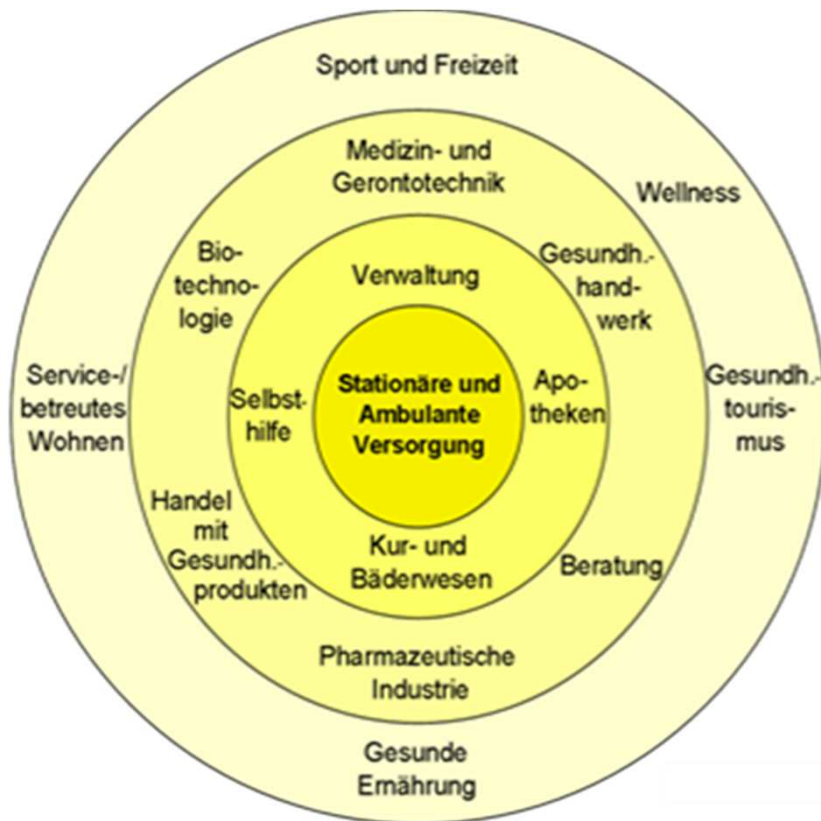 Sport und Freizeit
Medizin- und
Gerontotechnik
Wellness
Bio-
techno-
logie
Verwaltung
Gesundh.-
hand-
werk
Service-/
betreutes
Wohnen
Selbst-
hilfe
Stationäre und
Ambulante
Versorgung
Apo-
theken
Gesundh.-
touris-
mus
Handel
mit
Gesundh.-
produkten
Kur- und
Bäderwesen
Beratung
Pharmazeutische
Industrie
Gesunde
Ernährung